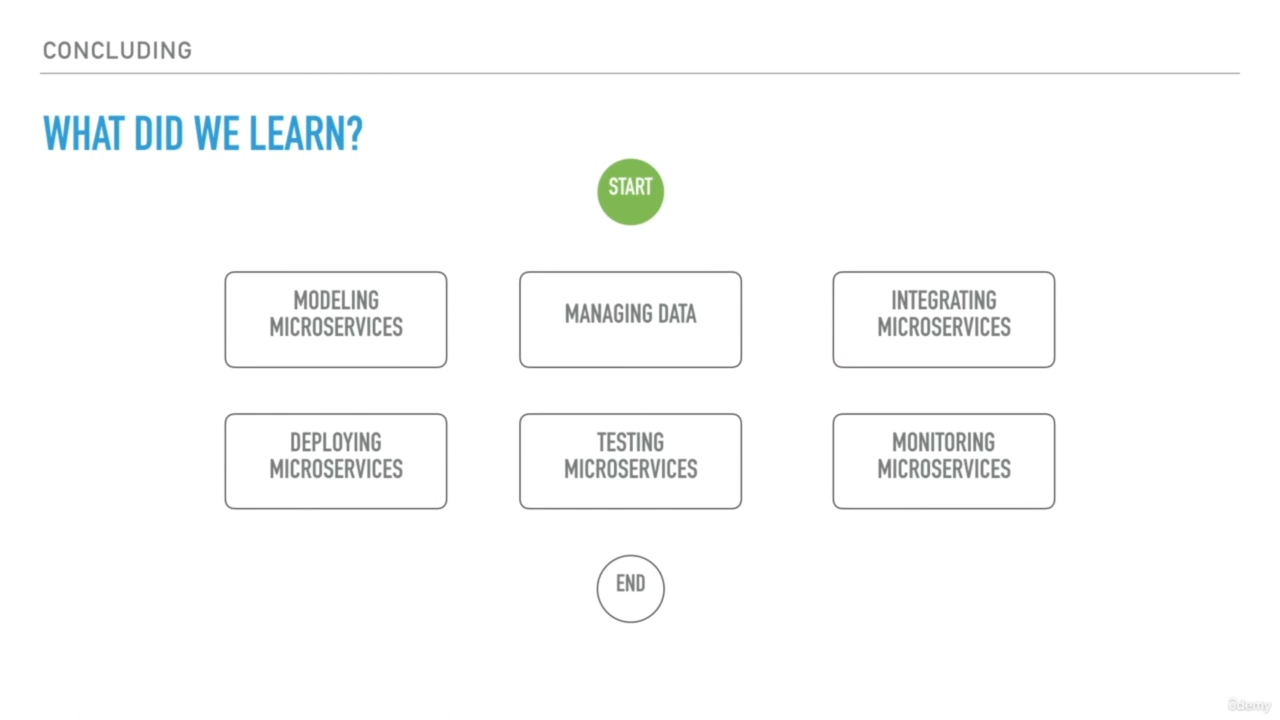 CONCLUDING
WHAT DID WE LEARN?
START
MODELING
MICROSERVICES
MANAGING DATA
INTEGRATING
MICROSERVICES
DEPLOYING
MICROSERVICES
TESTING
MICROSERVICES
MONITORING
MICROSERVICES
END
ûdemy